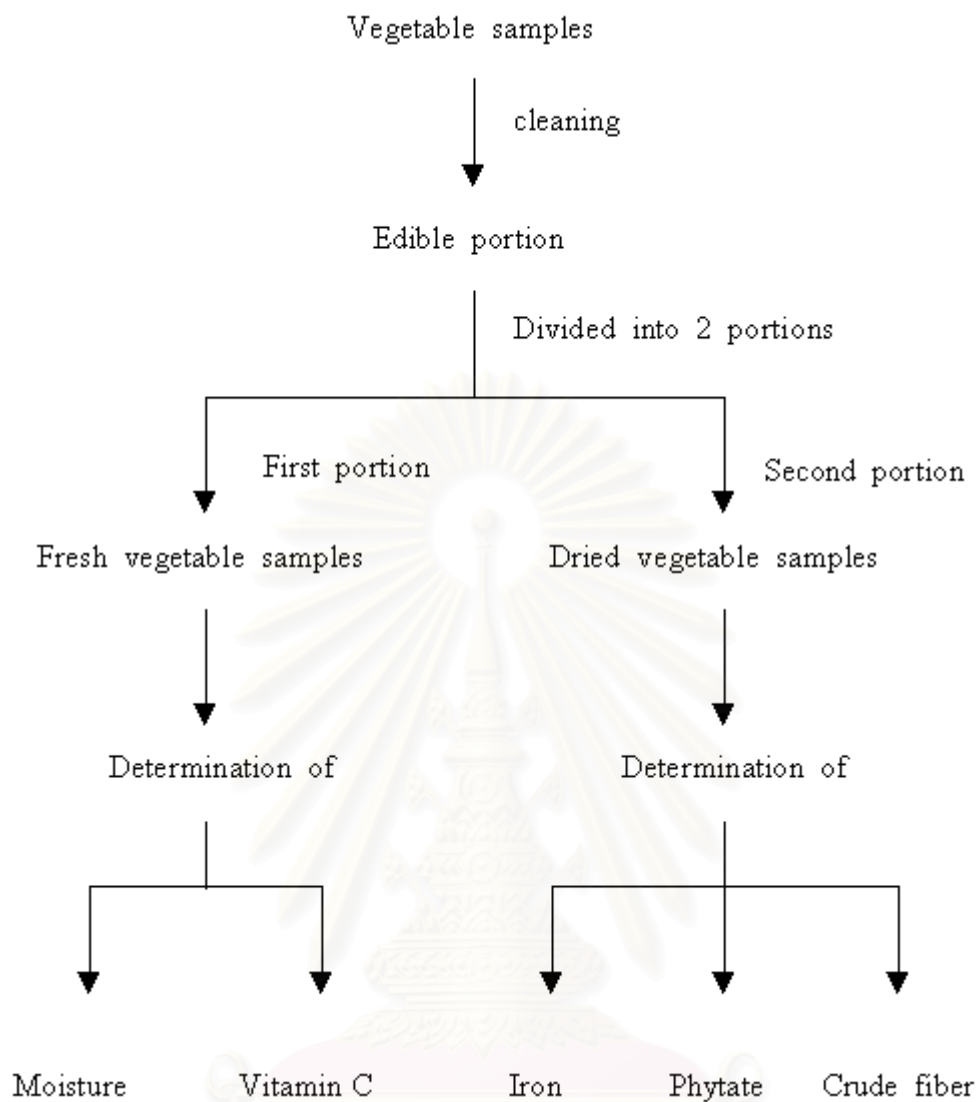 Vegetable samples
cleaning
Edible portion
Divided into 2 portions
First portion
Second portion
Fresh vegetable samples
Dried vegetable samples
Determination of
Determination of
Moisture
Vitamin C
Iron
Phytate
Crude fiber